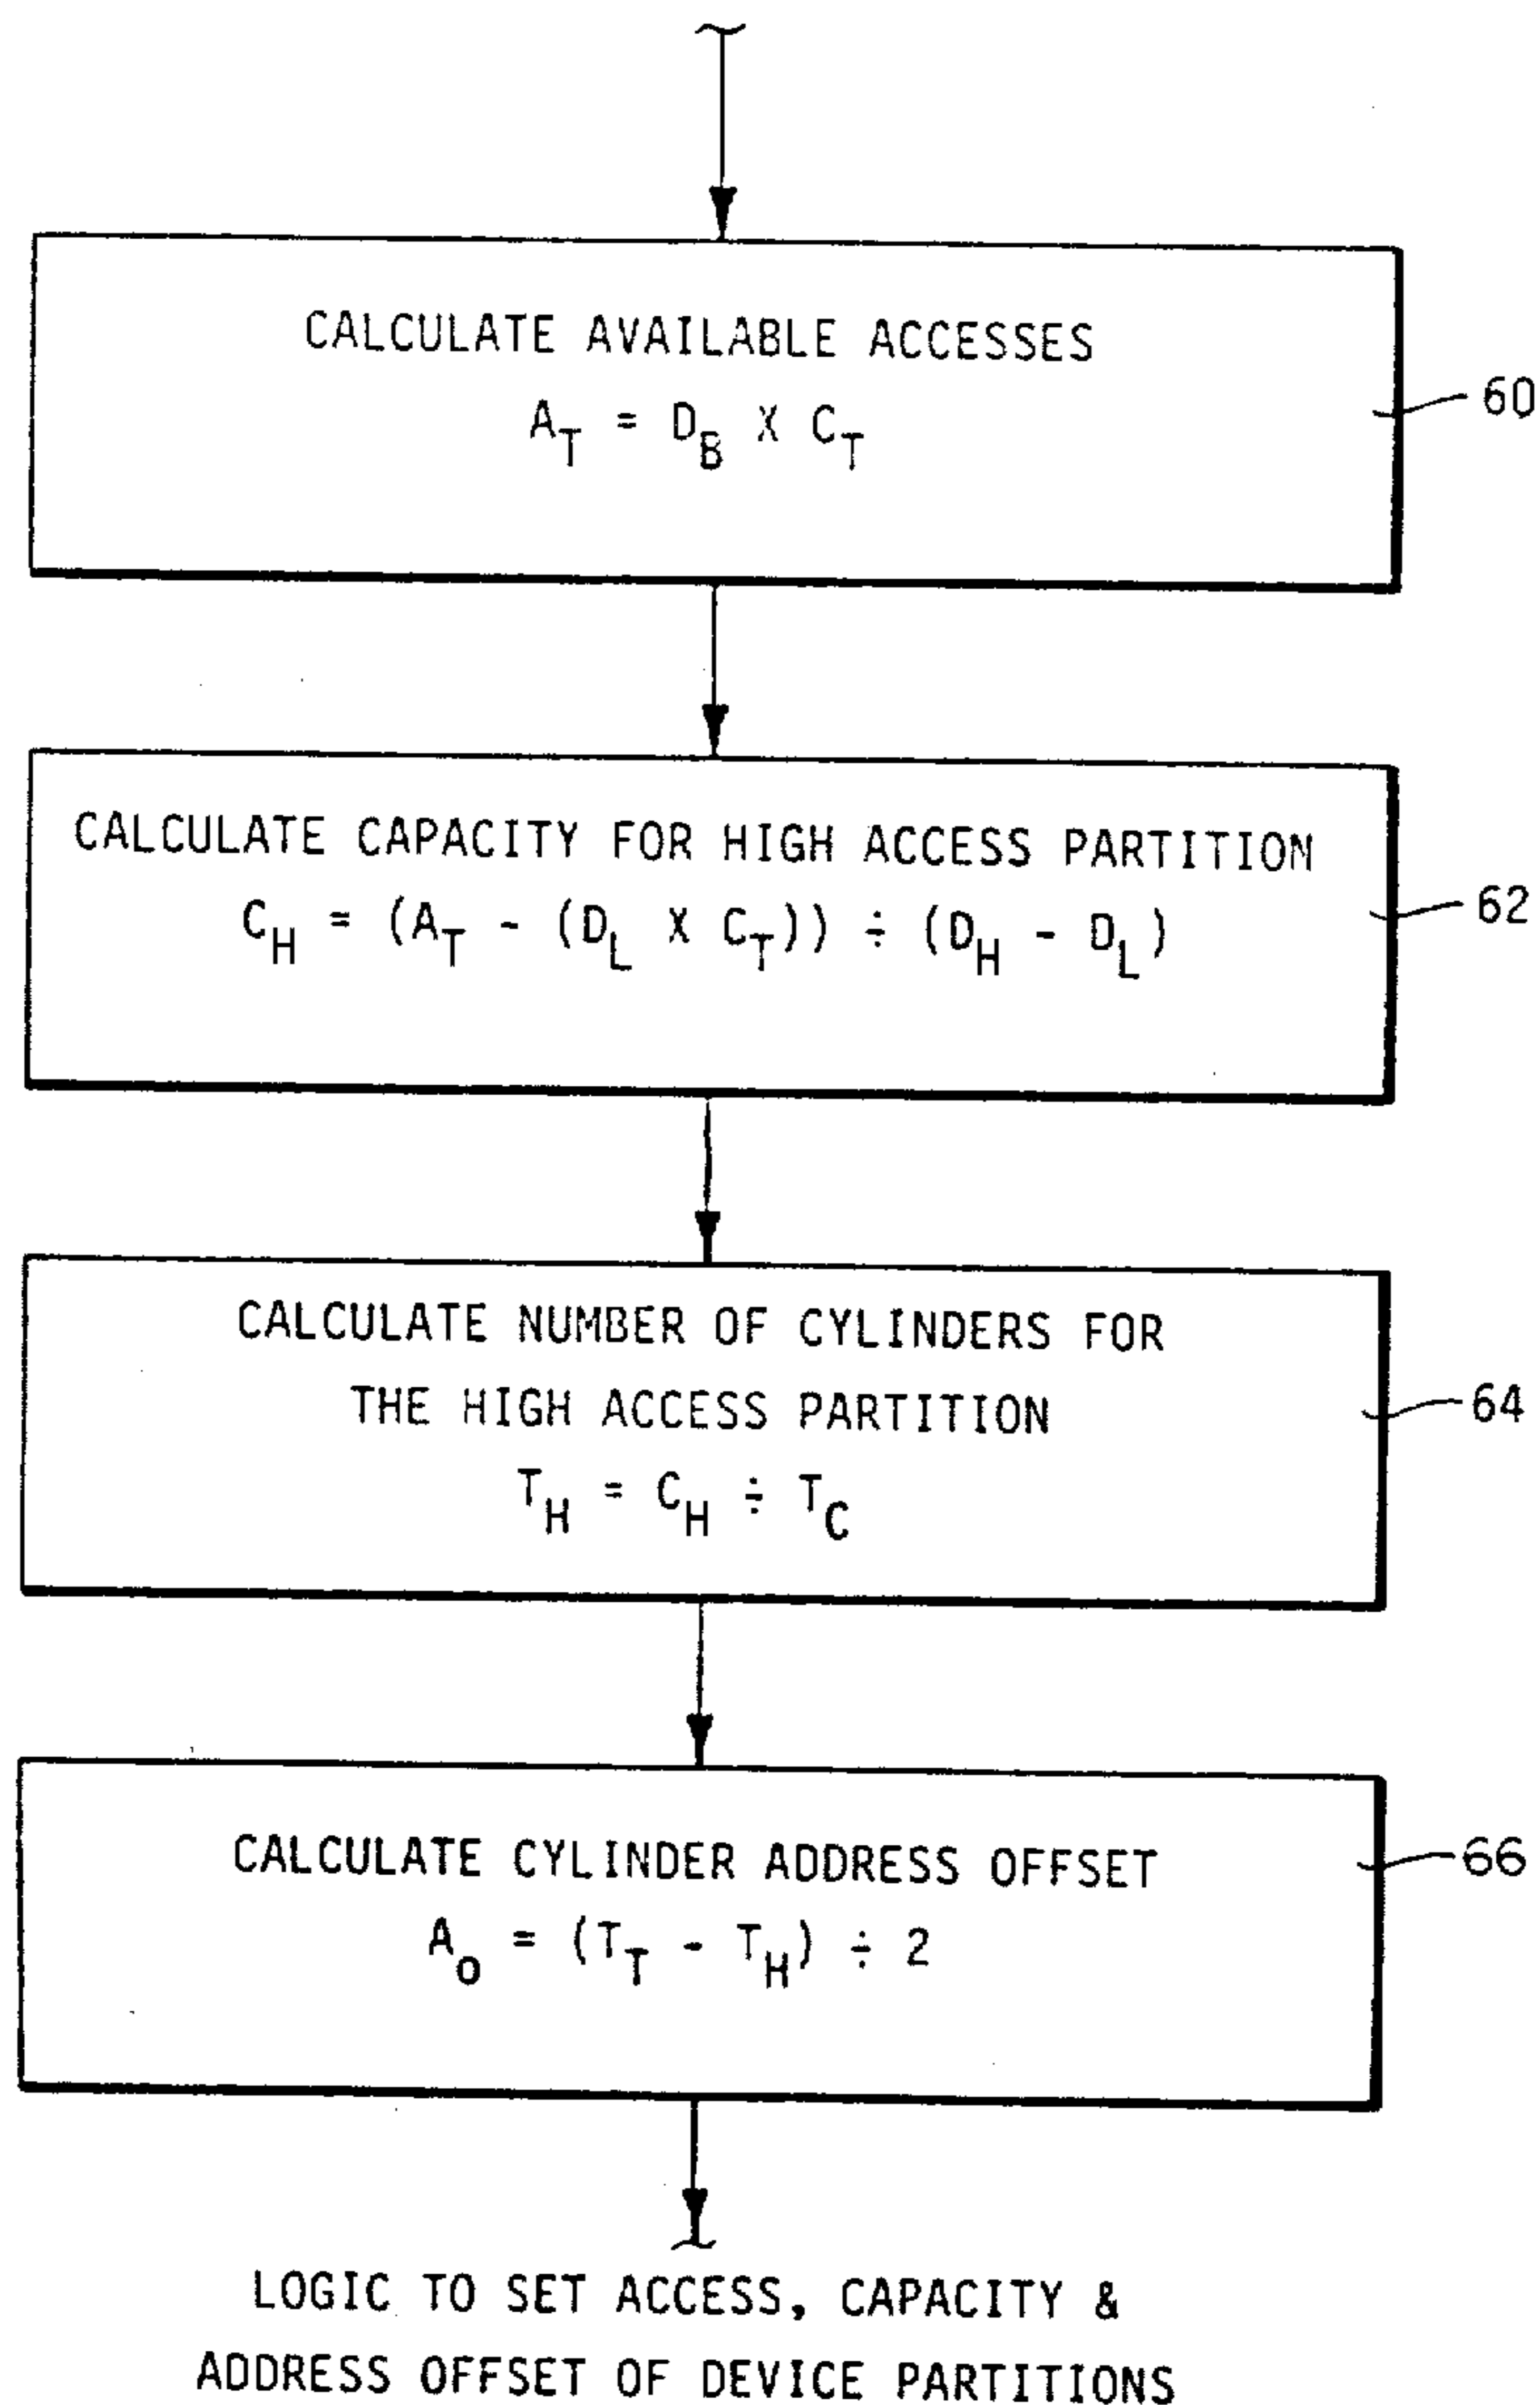 CALCULATE AVAILABLE ACCESSES
A_T = D_B X C_T
60
CALCULATE CAPACITY FOR HIGH ACCESS PARTITION
C_H = (A_T - (D_L X C_T)) ÷ (D_H - D_L)
62
CALCULATE NUMBER OF CYLINDERS FOR
THE HIGH ACCESS PARTITION
T_H = C_H ÷ T_C
64
CALCULATE CYLINDER ADDRESS OFFSET
A_O = (T_T - T_H) ÷ 2
66
LOGIC TO SET ACCESS, CAPACITY &
ADDRESS OFFSET OF DEVICE PARTITIONS